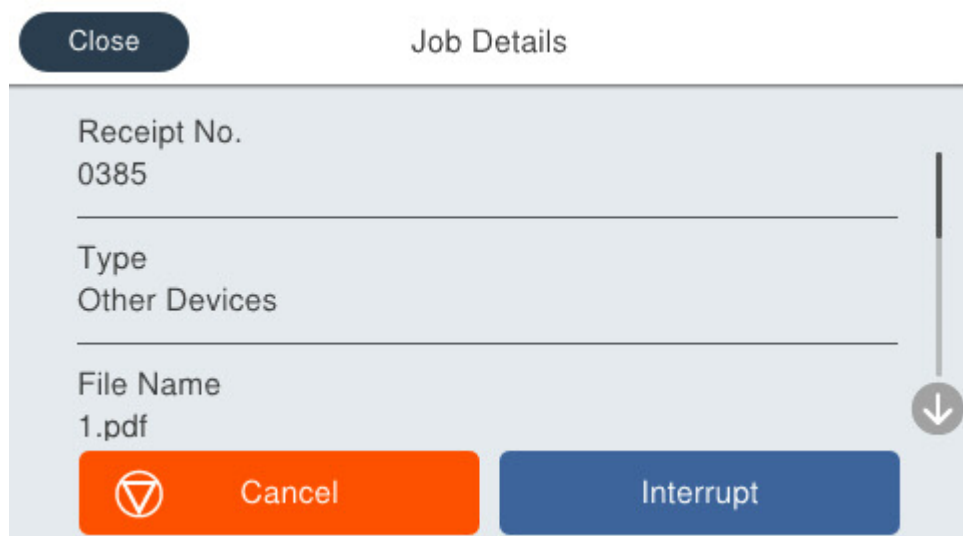 Close
Job Details
Receipt No.
0385
Type
Other Devices
File Name
1.pdf
Cancel
Interrupt